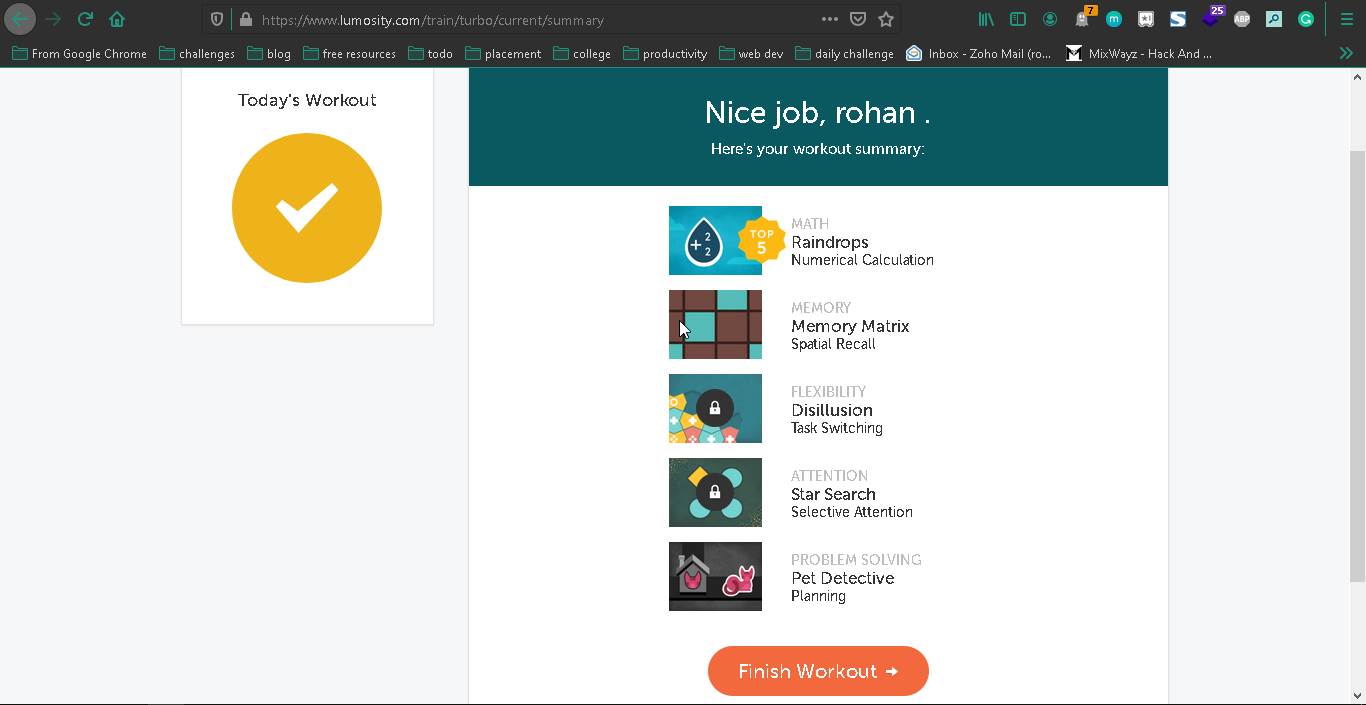 https://www.lumosity.com/train/turbo/current/summary
7
25
ABP
From Google Chrome
challenges
blog
free resources
todo
placement
college
productivity
web dev
daily challenge
Inbox - Zoho Mail (ro...
MixWayz - Hack And ...
Today's Workout
Nice job, rohan .
Here's your workout summary:
+ 2
2
TOP
5
MATH
Raindrops
Numerical Calculation
MEMORY
Memory Matrix
Spatial Recall
FLEXIBILITY
Disillusion
Task Switching
ATTENTION
Star Search
Selective Attention
PROBLEM SOLVING
Pet Detective
Planning
Finish Workout →